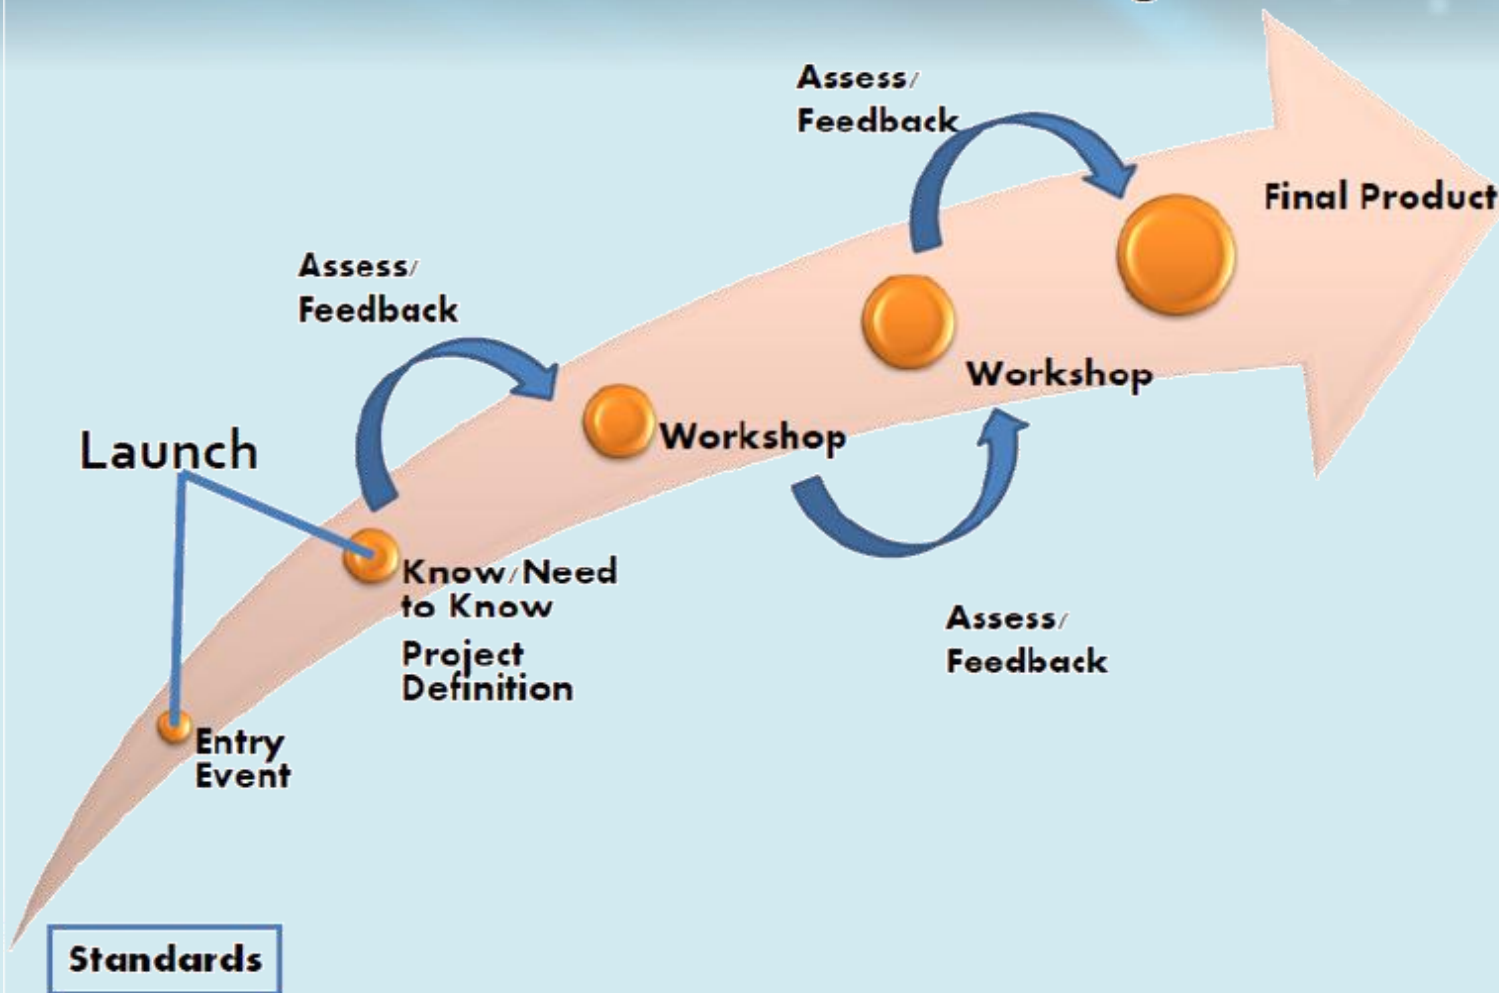 Assess/
Feedback
Final Product
Assess/
Feedback
Workshop
Launch
Workshop
Know/Need
to Know
Project
Definition
Assess/
Feedback
Entry
Event
Standards